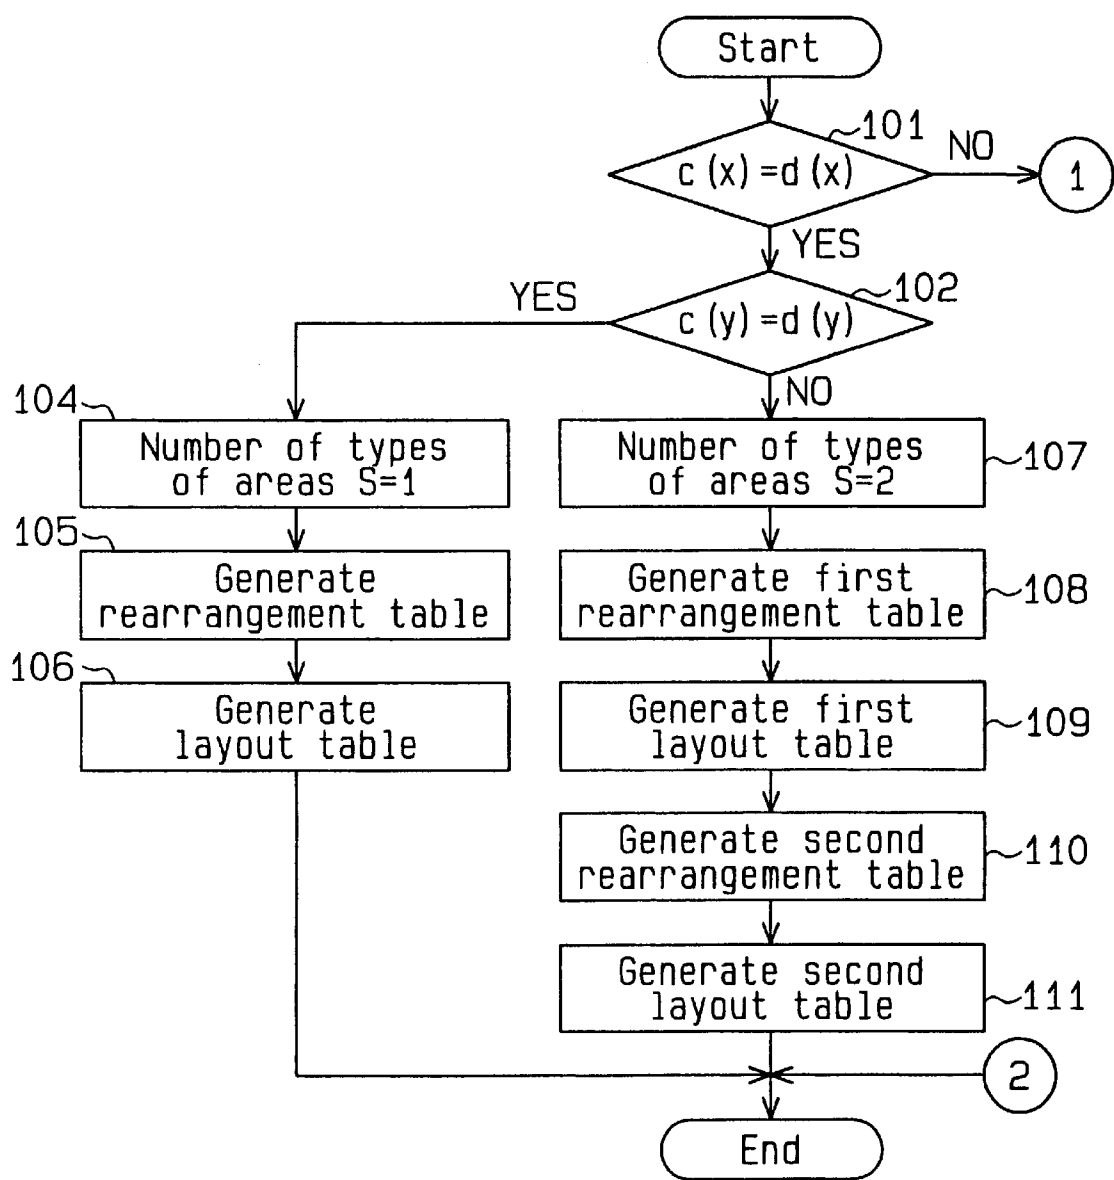 Start
101
c(x)=d(x)
NO
1
YES
102
c(y)=d(y)
YES
NO
104
Number of types
of areas S=1
Number of types
of areas S=2
107
105
Generate
rearrangement table
Generate first
rearrangement table
108
106
Generate
layout table
Generate first
layout table
109
Generate second
rearrangement table
110
Generate second
layout table
111
2
End